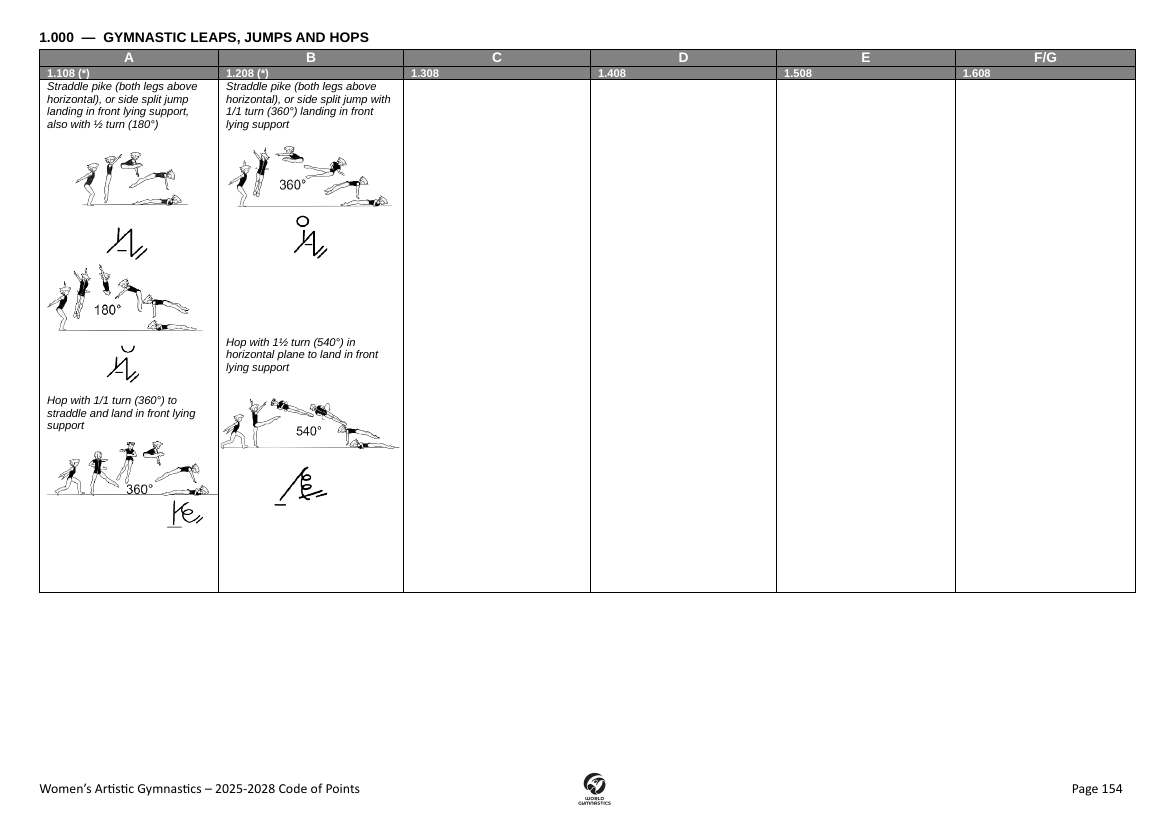 1.000 — GYMNASTIC LEAPS, JUMPS AND HOPS
A B C D E F/G
1.108 (*) 1.208 (*) 1.308 1.408 1.508 1.608
Straddle pike (both legs above
horizontal), or side split jump
landing in front lying support,
also with ½ turn (180°)
180°
Hop with 1/1 turn (360°) to
straddle and land in front lying
support
360°
Straddle pike (both legs above
horizontal), or side split jump with
1/1 turn (360°) landing in front
lying support
360°
Hop with 1½ turn (540°) in
horizontal plane to land in front
lying support
540°
Women's Artistic Gymnastics – 2025-2028 Code of Points
WORLD
GYMNASTICS
Page 154